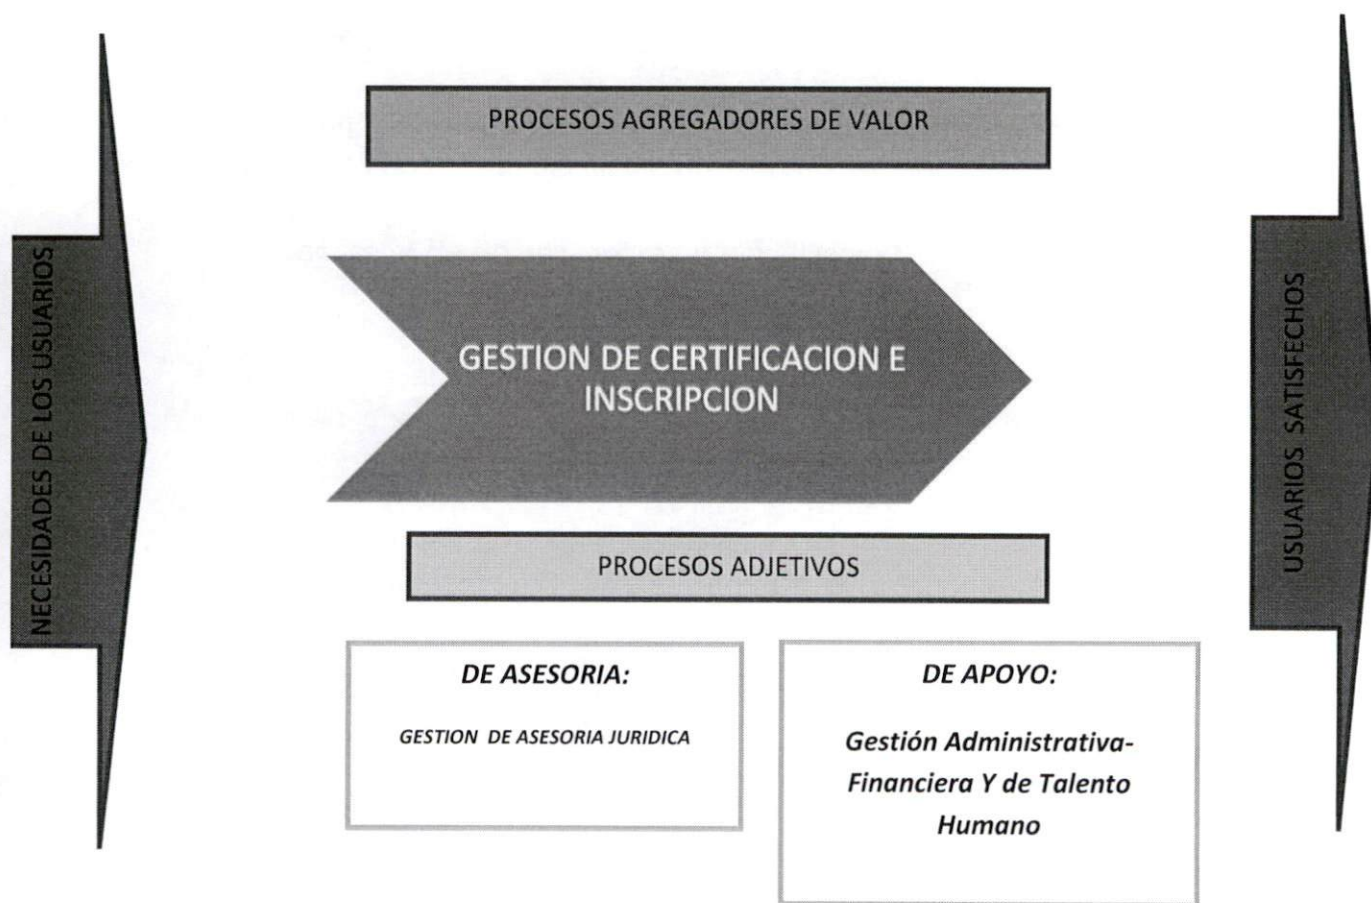 PROCESOS AGREGADORES DE VALOR
NECESIDADES DE LOS USUARIOS
GESTION DE CERTIFICACION E
INSCRIPCION
USUARIOS SATISFECHOS
PROCESOS ADJETIVOS
DE ASESORIA:
GESTION DE ASESORIA JURIDICA
DE APOYO:
Gestión Administrativa-
Financiera Y de Talento
Humano